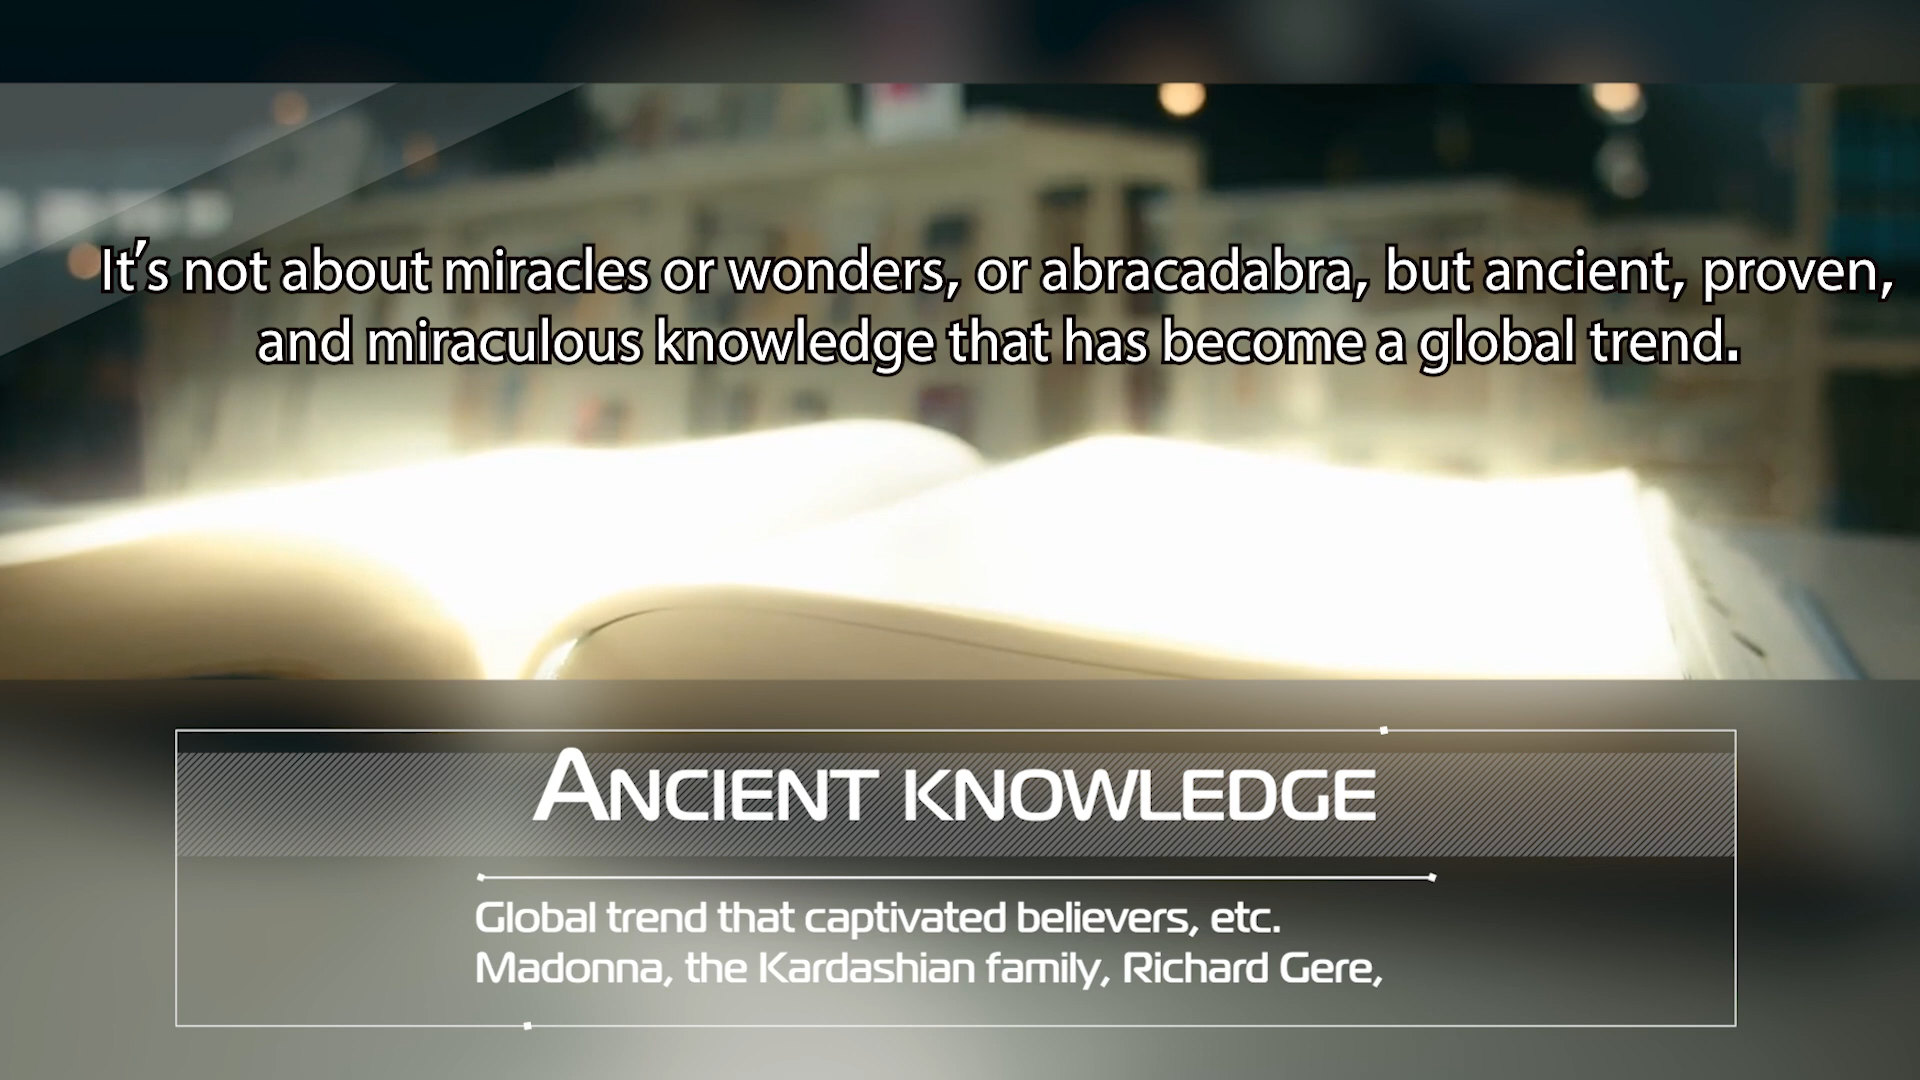 It's not about miracles or wonders, or abracadabra, but ancient, proven,
and miraculous knowledge that has become a global trend.
Ancient knowledge
Global trend that captivated believers, etc.
Madonna, the Kardashian family, Richard Gere,